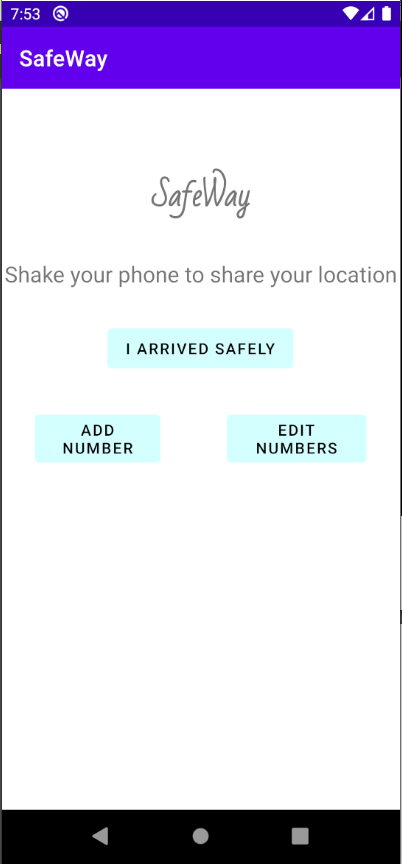 7:53
SafeWay
SafeWay
Shake your phone to share your location
I ARRIVED SAFELY
ADD
NUMBER
EDIT
NUMBERS